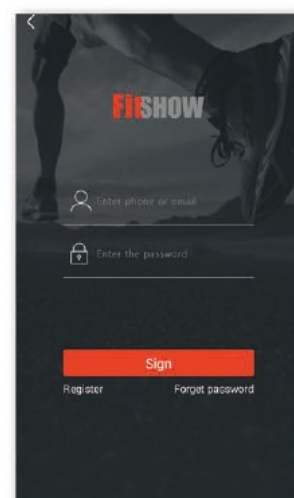 FitSHOW
Enter phone or email
Enter the password
Sign
Register Forget password